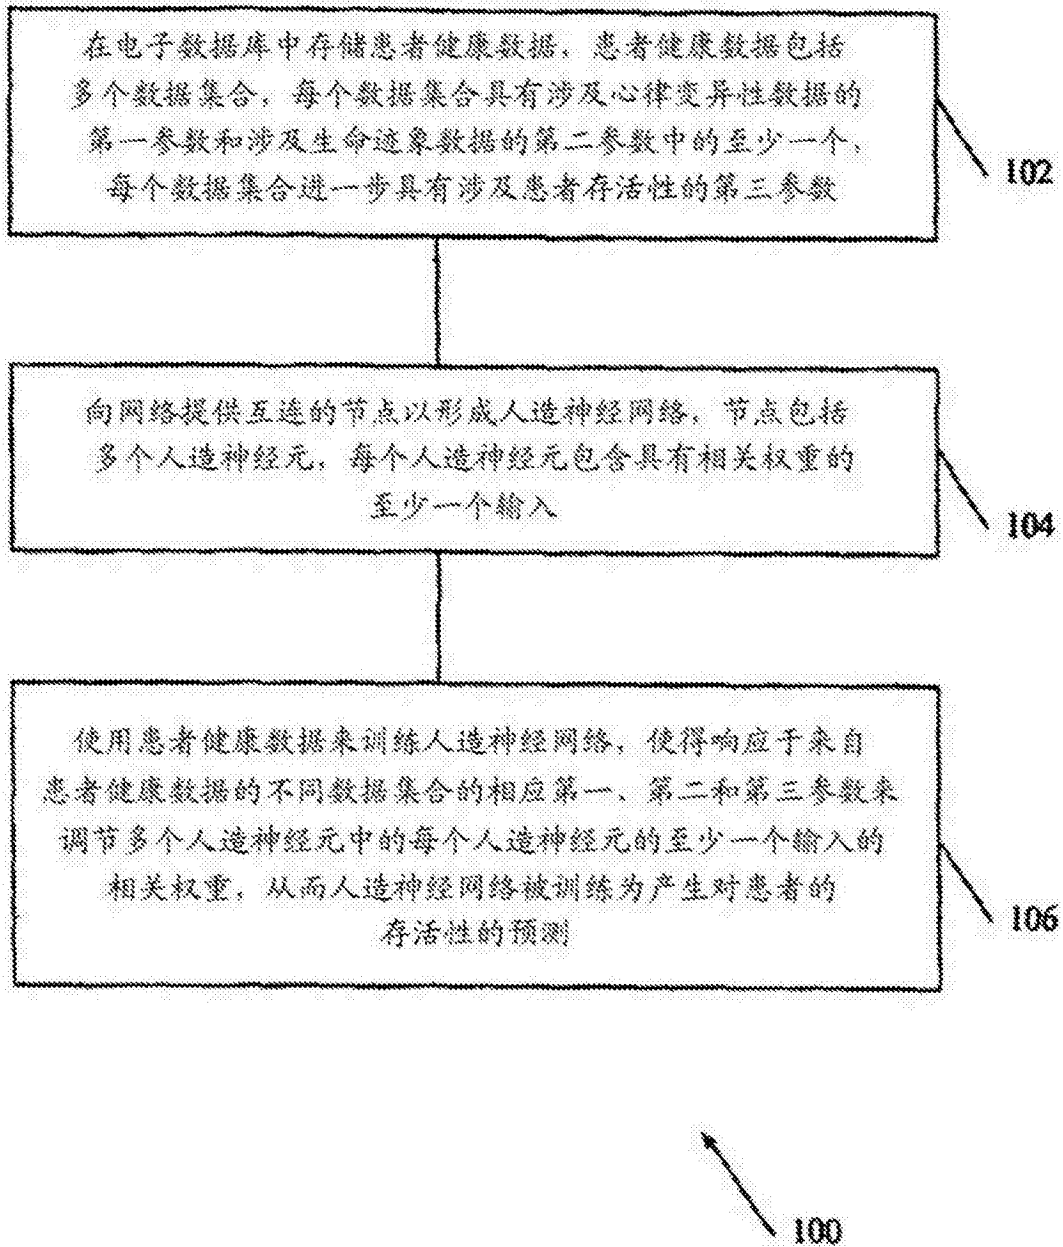 在电子数据库中存储患者健康数据，患者健康数据包括
多个数据集合，每个数据集合具有涉及心律变异性数据的
第一参数和涉及生命迹象数据的第二参数中的至少一个，
每个数据集合进一步具有涉及患者存活性的第三参数
102
向网络提供互连的节点以形成人造神经网络，节点包括
多个人造神经元，每个人造神经元包含具有相关权重的
至少一个输入
104
使用患者健康数据来训练人造神经网络，使得响应于来自
患者健康数据的不同数据集合的相应第一、第二和第三参数来
调节多个人造神经元中的每个人造神经元的至少一个输入的
相关权重，从而人造神经网络被训练为产生对患者的
存活性的预测
106
100